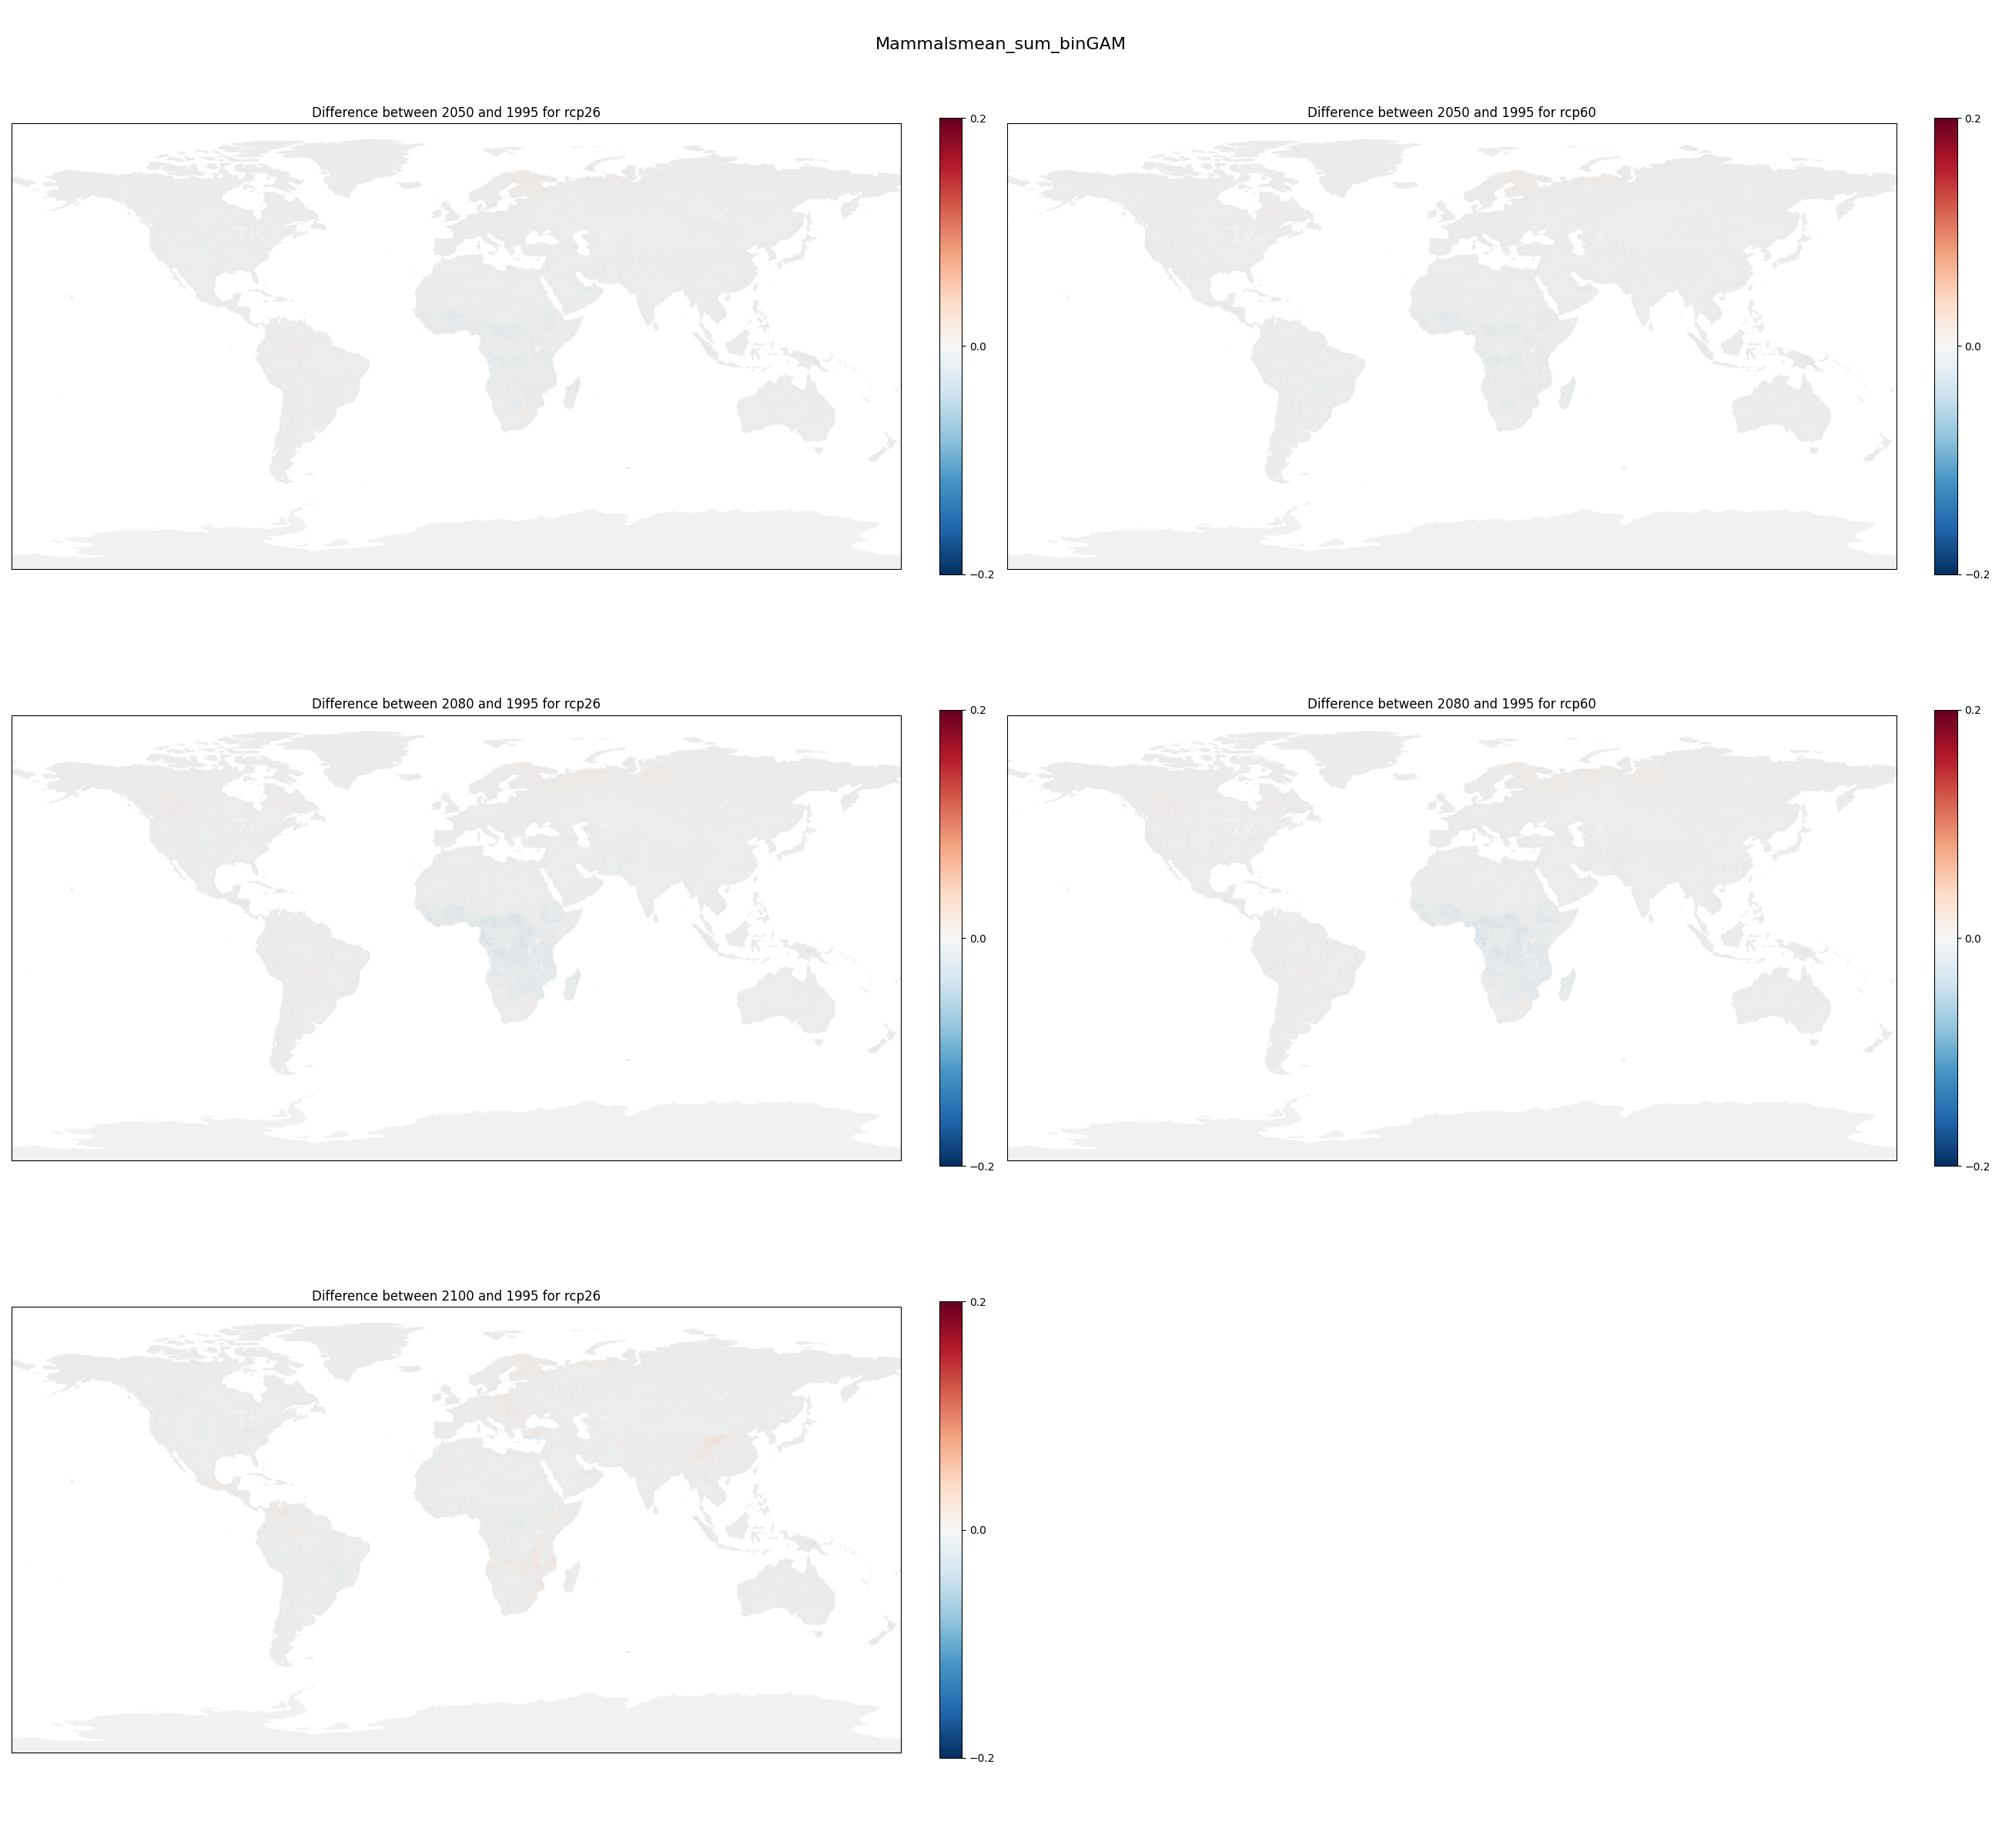 Mammalsmean_sum_binGAM
Difference between 2050 and 1995 for rcp26
0.2
0.0
−0.2
Difference between 2050 and 1995 for rcp60
0.2
0.0
−0.2
Difference between 2080 and 1995 for rcp26
0.2
0.0
−0.2
Difference between 2080 and 1995 for rcp60
0.2
0.0
−0.2
Difference between 2100 and 1995 for rcp26
0.2
0.0
−0.2